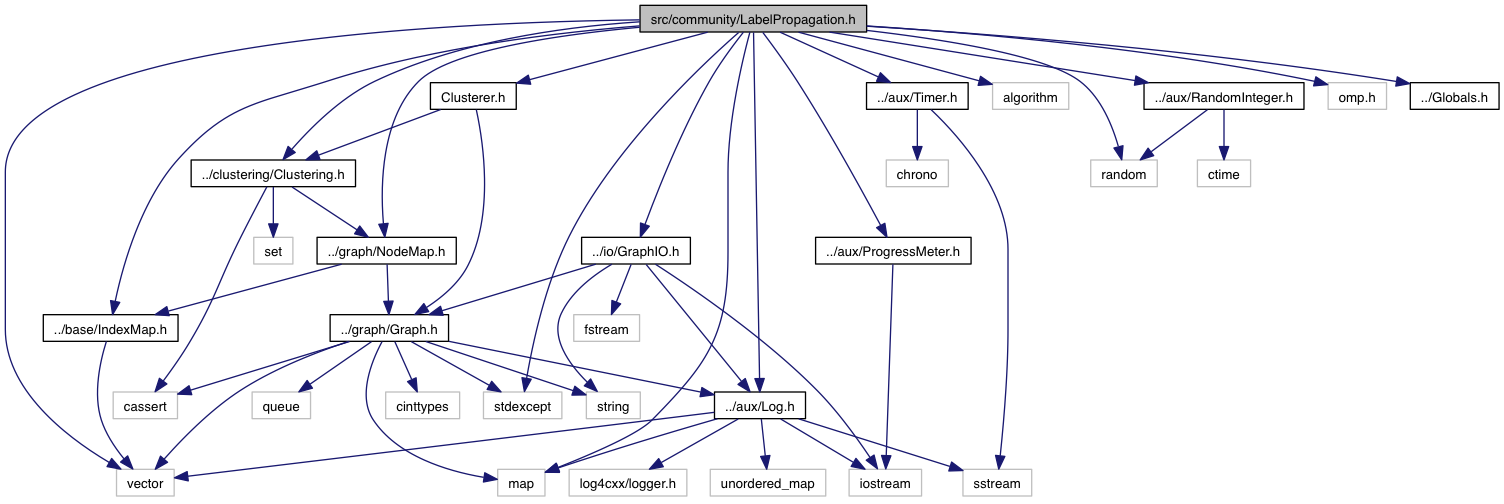 src/community/LabelPropagation.h
Clusterer.h
../aux/Timer.h
algorithm
../aux/RandomInteger.h
omp.h
../Globals.h
../clustering/Clustering.h
chrono
random
ctime
set
../graph/NodeMap.h
../io/GraphIO.h
../aux/ProgressMeter.h
../base/IndexMap.h
../graph/Graph.h
fstream
cassert
queue
cinttypes
stdexcept
string
../aux/Log.h
vector
map
log4cxx/logger.h
unordered_map
iostream
sstream